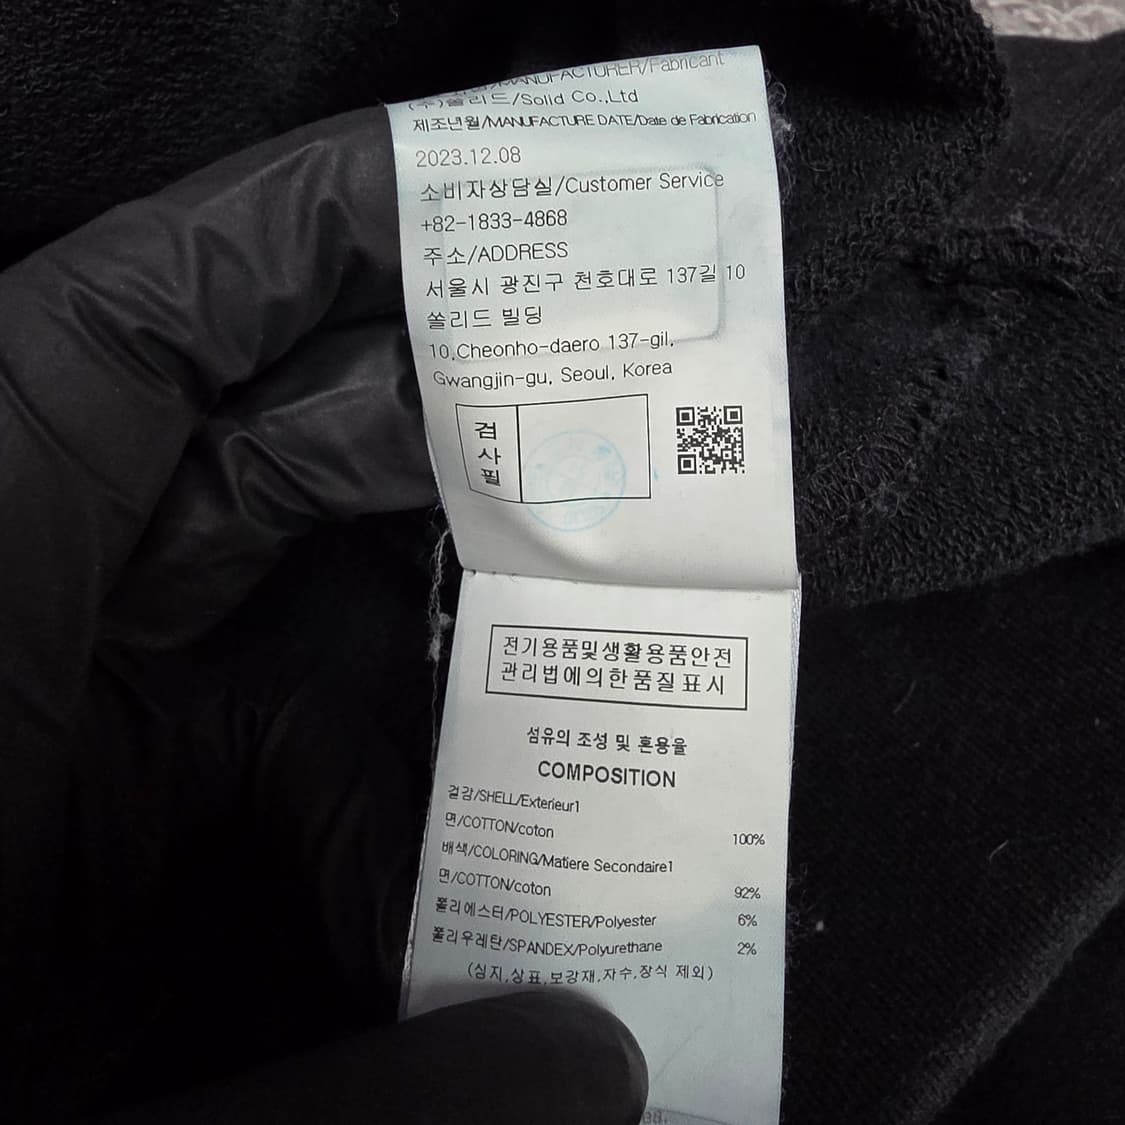 /MANUFACTURER/Fabricant
(주)쏠리드/Solid Co.,Ltd
제조년월/MANUFACTURE DATE/Date de Fabrication
2023.12.08
소비자상담실/Customer Service
+82-1833-4868
주소/ADDRESS
서울시 광진구 천호대로 137길 10
쏠리드 빌딩
10,Cheonho-daero 137-gil,
Gwangjin-gu, Seoul, Korea
검사필
전기용품및생활용품안전
관리법에의한품질표시
섬유의 조성 및 혼용율
COMPOSITION
겉감/SHELL/Exterieur1
면/COTTON/coton 100%
배색/COLORING/Matiere Secondaire1
면/COTTON/coton 92%
폴리에스터/POLYESTER/Polyester 6%
폴리우레탄/SPANDEX/Polyurethane 2%
(심지,상표,보강재,자수,장식 제외)